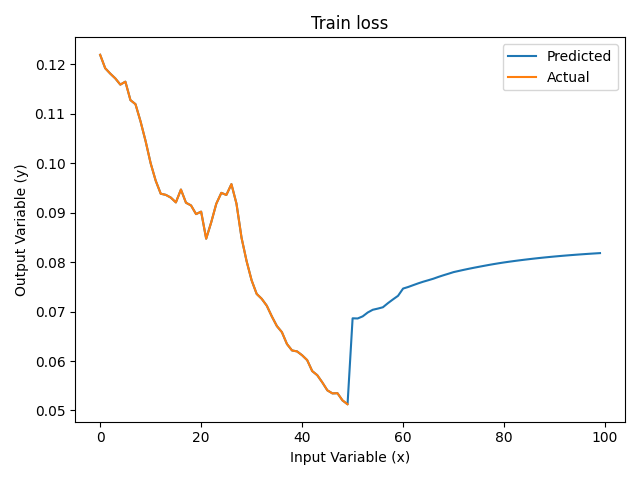 Train loss
Predicted
Actual
Output Variable (y)
0.12
0.11
0.10
0.09
0.08
0.07
0.06
0.05
0
20
40
60
80
100
Input Variable (x)